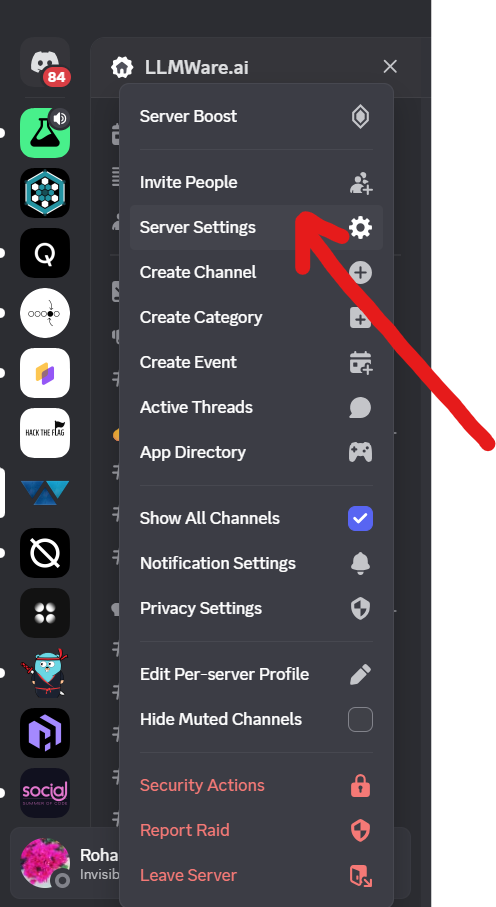 84
LLMWare.ai
Server Boost
Invite People
Server Settings
Create Channel
Create Category
Create Event
Active Threads
App Directory
HACK THE FLAG
Show All Channels
Notification Settings
Privacy Settings
Edit Per-server Profile
Hide Muted Channels
Security Actions
social
Report Raid
Roha
Invisib
Leave Server